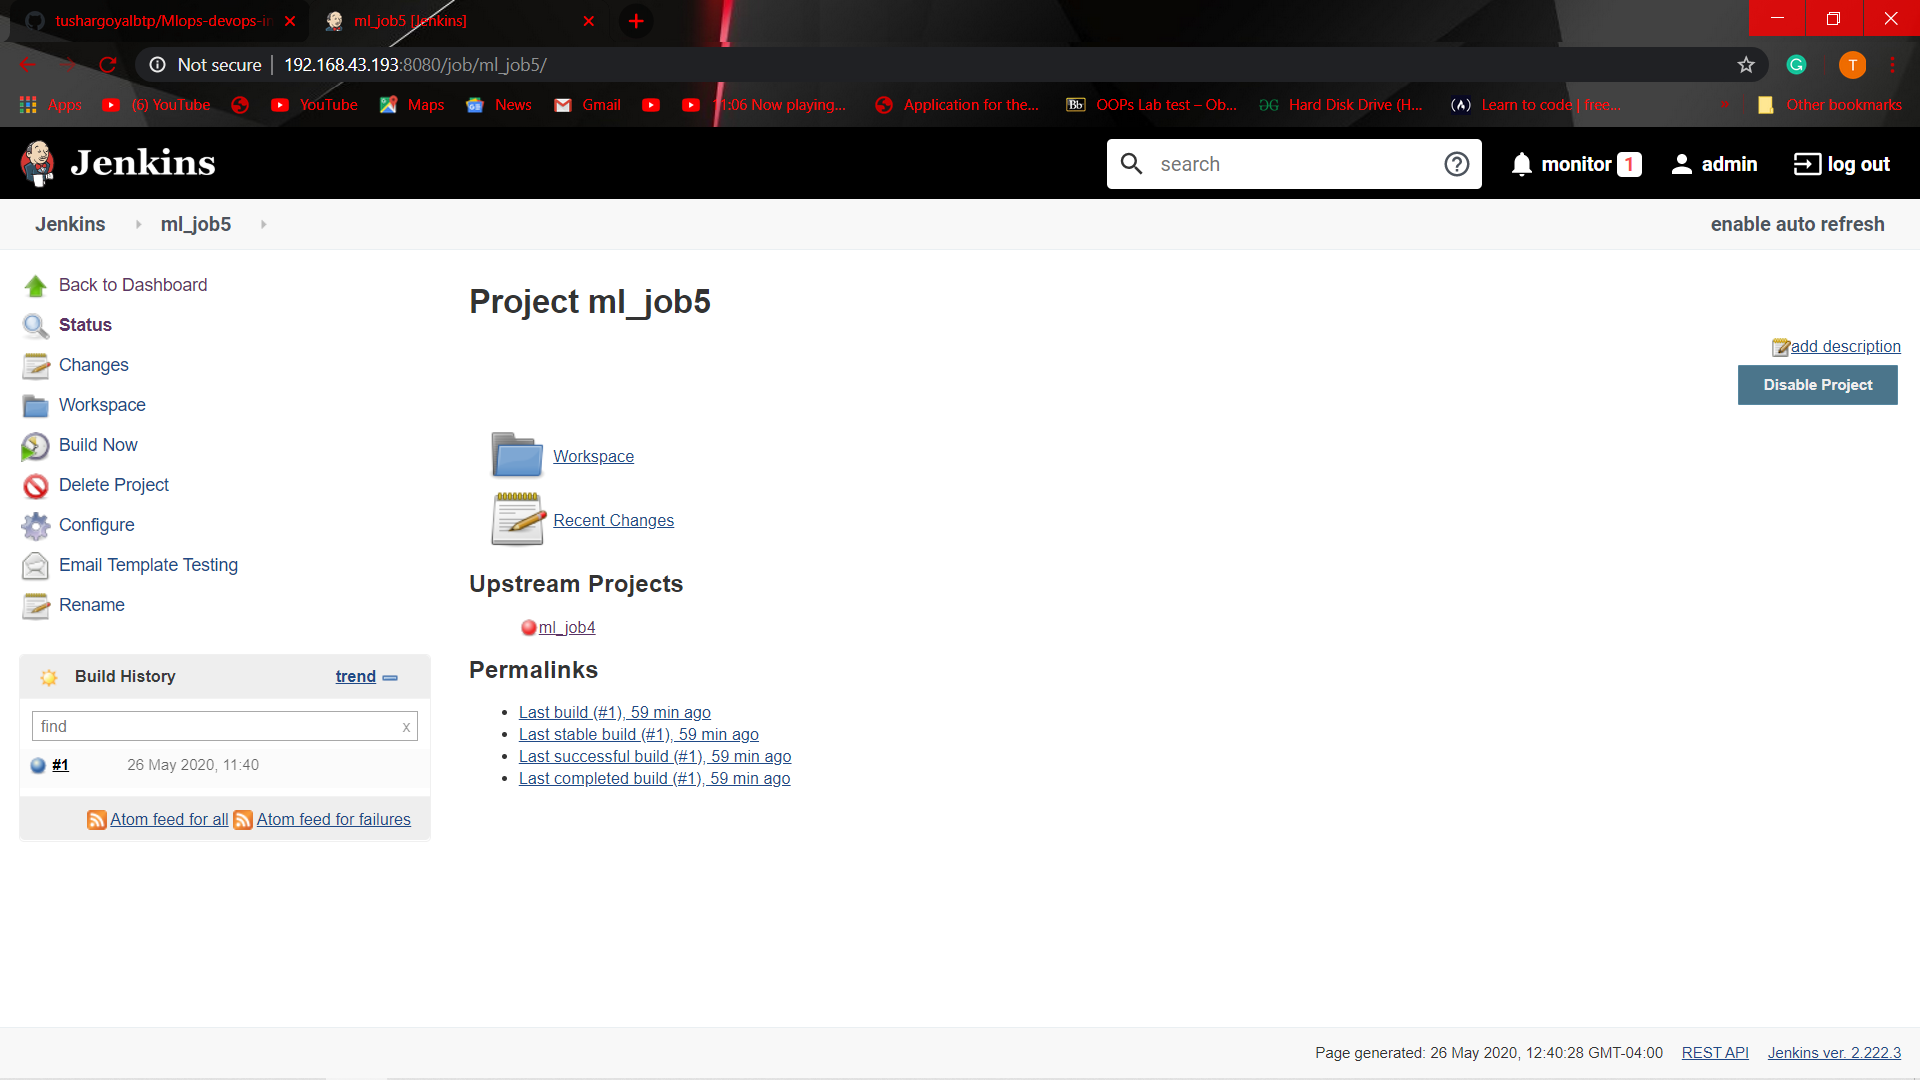 tushargoyalbtp/Mlops-devops-in
ml_job5 [Jenkins]
Not secure
192.168.43.193:8080/job/ml_job5/
T
Apps
(6) YouTube
YouTube
Maps
News
Gmail
11:06 Now playing...
Application for the...
Bb
OOPs Lab test – Ob...
Hard Disk Drive (H...
Learn to code | free...
Other bookmarks
Jenkins
search
monitor 1
admin
log out
Jenkins
ml_job5
enable auto refresh
Back to Dashboard
Status
Changes
Workspace
Build Now
Delete Project
Configure
Email Template Testing
Rename
Build History
trend
find
x
#1
26 May 2020, 11:40
Atom feed for all
Atom feed for failures
Project ml_job5
add description
Disable Project
Workspace
Recent Changes
Upstream Projects
ml_job4
Permalinks
Last build (#1), 59 min ago
Last stable build (#1), 59 min ago
Last successful build (#1), 59 min ago
Last completed build (#1), 59 min ago
Page generated: 26 May 2020, 12:40:28 GMT-04:00
REST API
Jenkins ver. 2.222.3